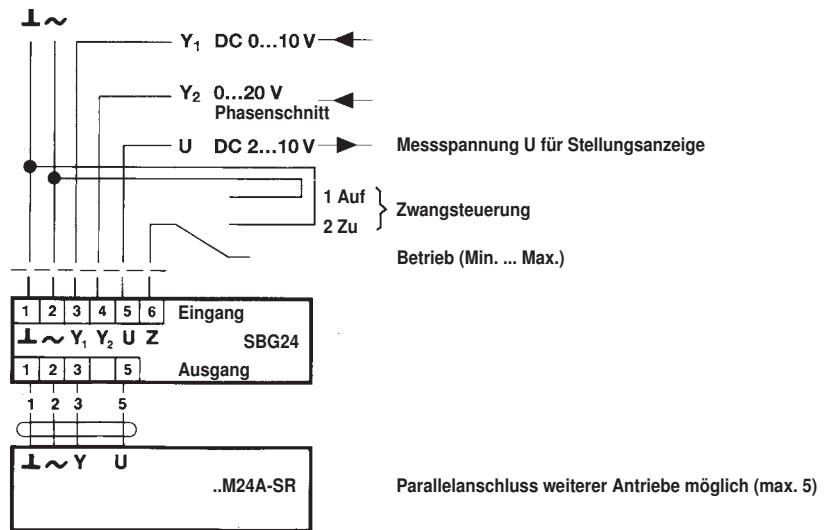 ⊥ ~
Y₁ DC 0...10 V
Y₂ 0...20 V
Phasenschnitt
U DC 2...10 V
Messspannung U für Stellungsanzeige
1 Auf
2 Zu
Zwangsteuerung
Betrieb (Min. ... Max.)
1 2 3 4 5 6 Eingang
⊥ ~ Y₁ Y₂ U Z SBG24
1 2 3 5 Ausgang
1 2 3 5
⊥ ~ Y U
..M24A-SR
Parallelanschluss weiterer Antriebe möglich (max. 5)